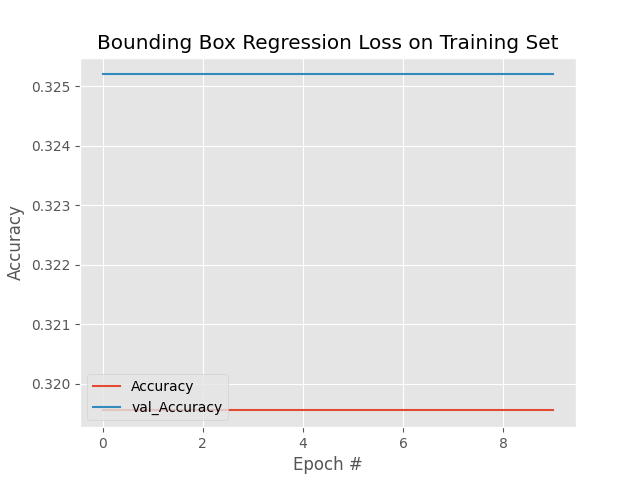 Bounding Box Regression Loss on Training Set
0.325
0.324
0.323
0.322
0.321
0.320
Accuracy
Accuracy
val_Accuracy
0 2 4 6 8
Epoch #